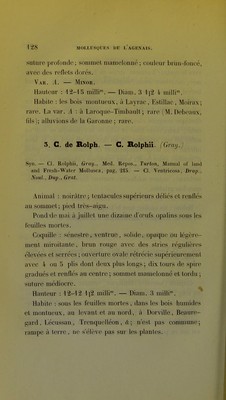 128 MOLLUSQUES DE L'AGENAIS.
suture profonde; sommet mamelonné; couleur brun-foncé,
avec des reflets dorés.
VAR. A. — MINOR.
Hauteur : 12-15 millim. — Diam. 3 1/2 4 millim.
Habite : les bois montueux, à Layrac, Estillac, Moirax;
rare. La var. A : à Laroque-Timbault; rare (M. Debeaux,
fils); alluvions de la Garonne; rare.
5. C. de Rolph. — C. Rolphii. (Gray.)
Syn. — Cl. Rolphii, Gray., Med. Repos., Turton, Manual of land
and Fresh-Water Mollusca, pag. 215. — Cl. Ventricosa, Drap.,
Noul., Dup., Grat.
Animal : noirâtre; tentacules supérieurs déliés et renflés
au sommet; pied très-aigu.
Pond de mai à juillet une dizaine d'œufs opalins sous les
feuilles mortes.
Coquille : sénestre, ventrue, solide, opaque ou légère-
ment miroitante, brun rouge avec des stries régulières
élevées et serrées; ouverture ovale rétrécie supérieurement
avec 4 ou 5 plis dont deux plus longs; dix tours de spire
gradués et renflés au centre; sommet mamelonné et tordu;
suture médiocre.
Hauteur : 12-12 1/2 millim. — Diam. 3 millim.
Habite : sous les feuilles mortes, dans les bois humides
et montueux, au levant et au nord, à Dorville, Beaure-
gard, Lécussan, Trenquelléon, &; n'est pas commune;
rampe à terre, ne s'élève pas sur les plantes.